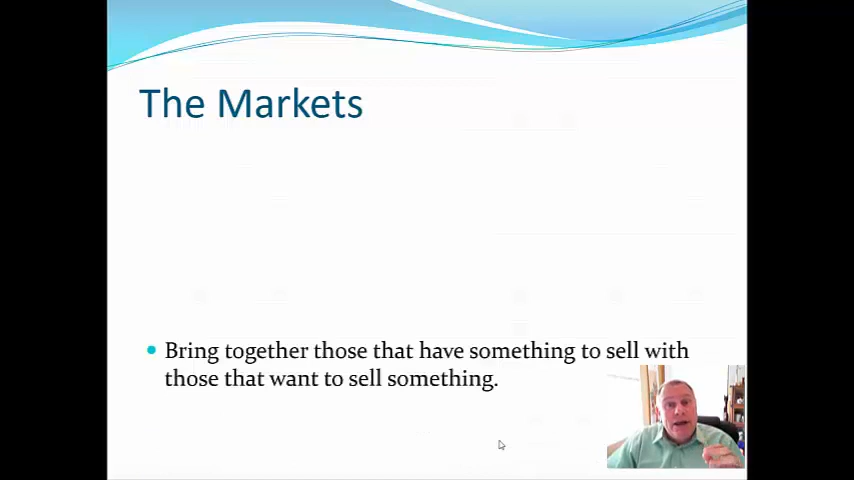 The Markets
Bring together those that have something to sell with
those that want to sell something.